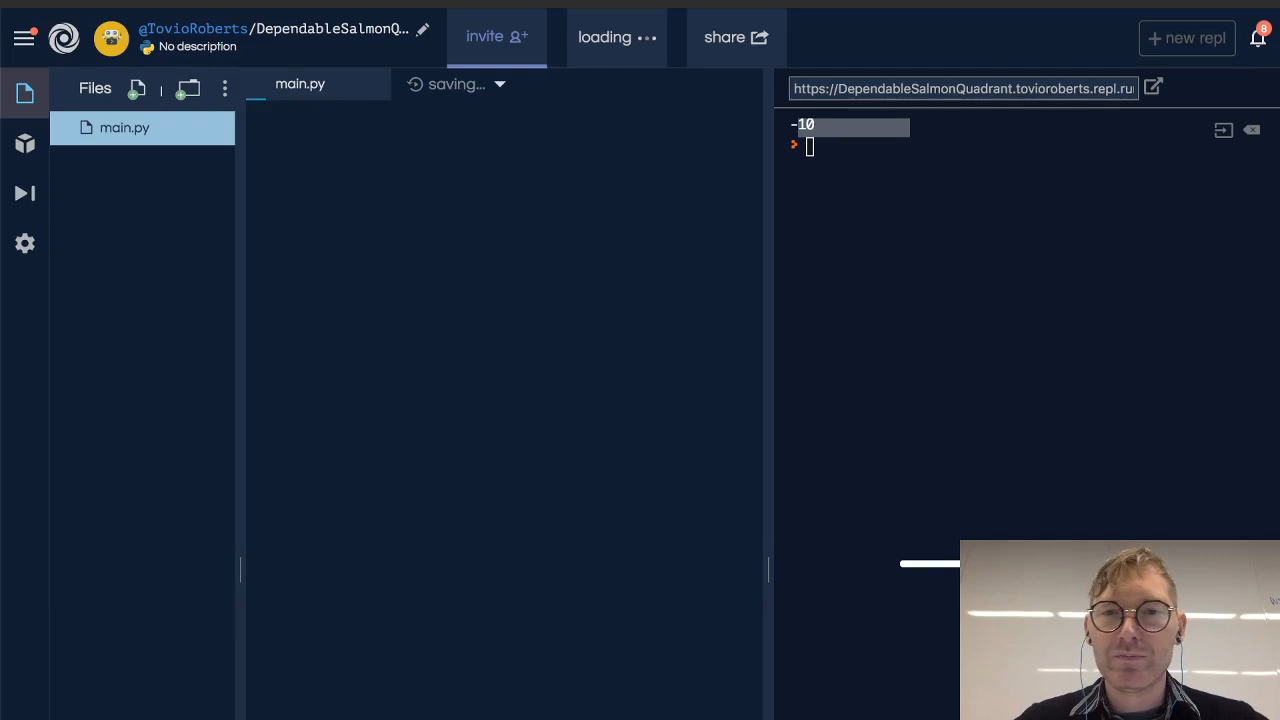 @TovioRoberts/DependableSalmonQ...
No description
invite
loading ...
share
+ new repl
8
Files
main.py
saving...
https://DependableSalmonQuadrant.tovioroberts.repl.ru
main.py
-10